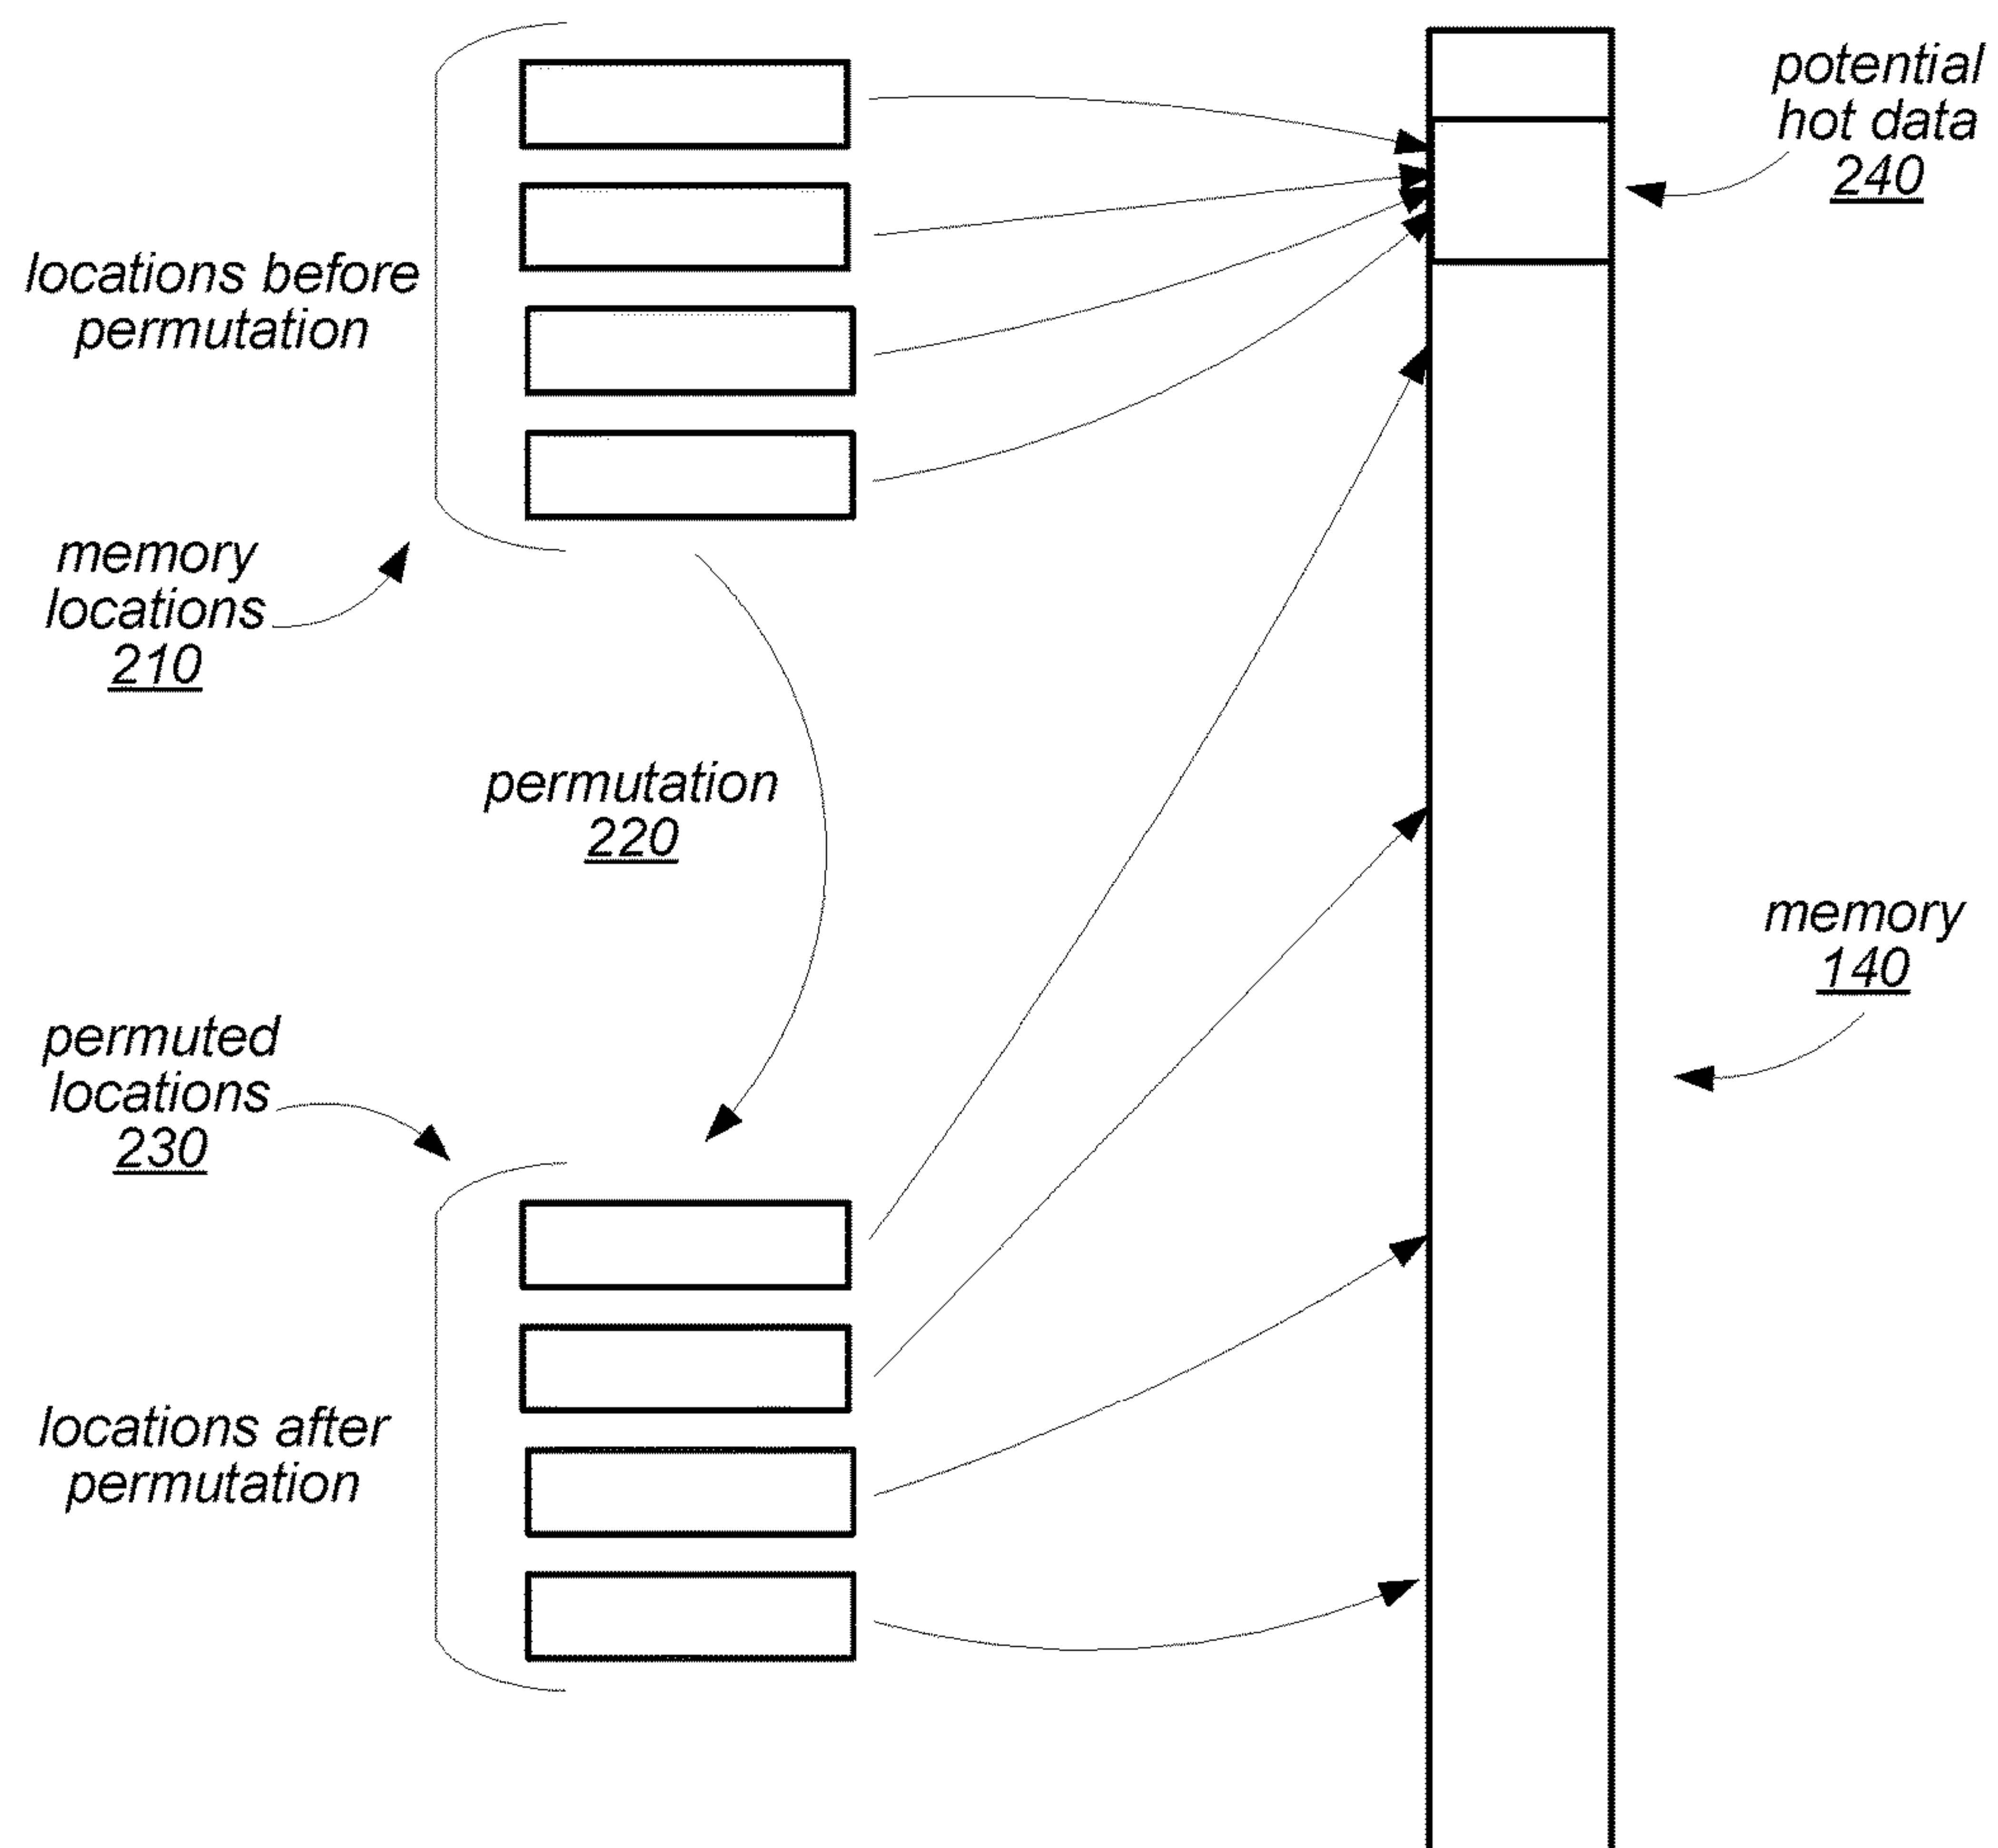 potential
hot data
240
locations before
permutation
memory
locations
210
permutation
220
memory
140
permuted
locations
230
locations after
permutation